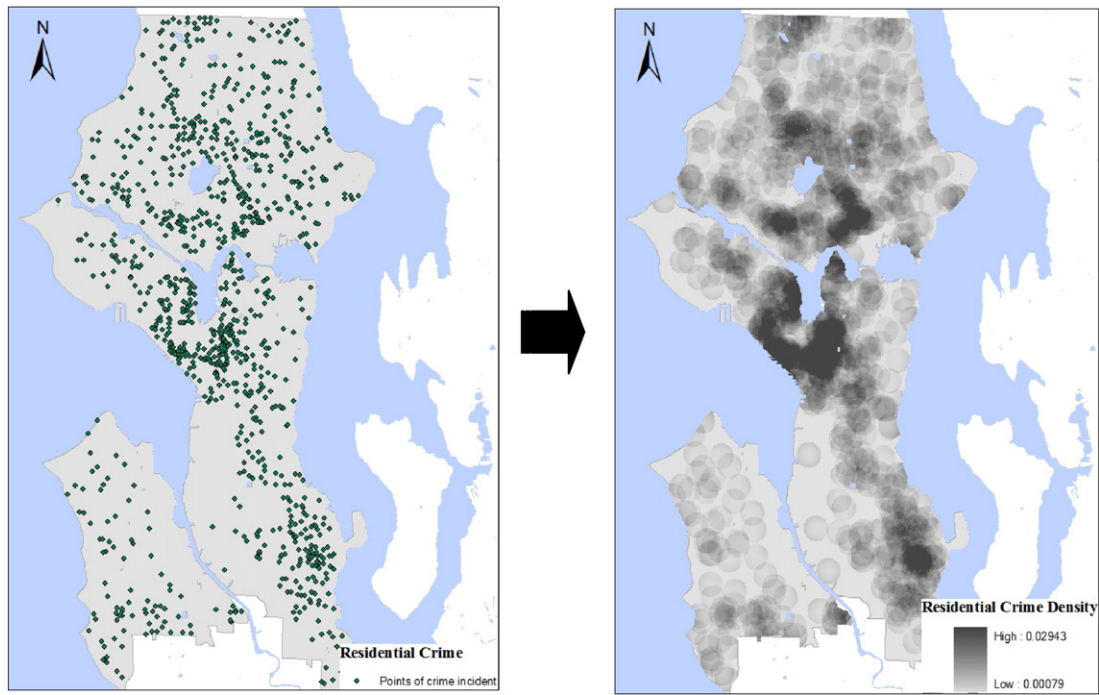 N
Residential Crime
Points of crime incident
N
Residential Crime Density
High : 0.02943
Low : 0.00079